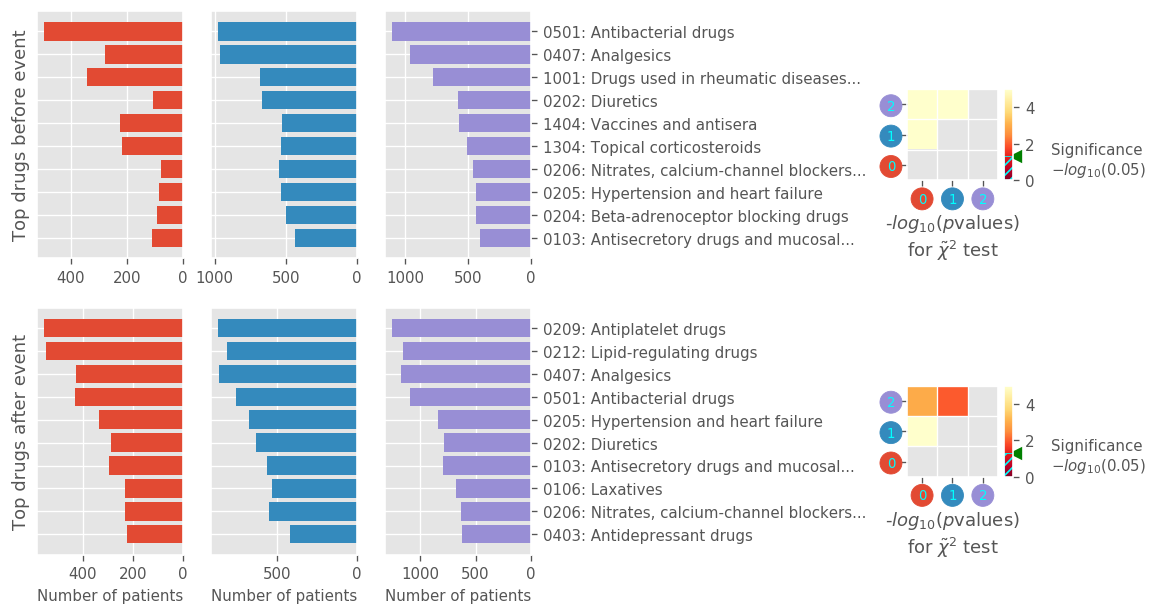 Top drugs before event
0501: Antibacterial drugs
0407: Analgesics
1001: Drugs used in rheumatic diseases...
0202: Diuretics
1404: Vaccines and antisera
1304: Topical corticosteroids
0206: Nitrates, calcium-channel blockers...
0205: Hypertension and heart failure
0204: Beta-adrenoceptor blocking drugs
0103: Antisecretory drugs and mucosal...
400 200 0
1000 500 0
1000 500 0
2
1
0
0 1 2
4
2
0
Significance
−log₁₀(0.05)
-log₁₀(pvalues)
for χ̃² test
Top drugs after event
0209: Antiplatelet drugs
0212: Lipid-regulating drugs
0407: Analgesics
0501: Antibacterial drugs
0205: Hypertension and heart failure
0202: Diuretics
0103: Antisecretory drugs and mucosal...
0106: Laxatives
0206: Nitrates, calcium-channel blockers...
0403: Antidepressant drugs
400 200 0
500 0
1000 500 0
Number of patients
Number of patients
Number of patients
2
1
0
0 1 2
4
2
0
Significance
−log₁₀(0.05)
-log₁₀(pvalues)
for χ̃² test